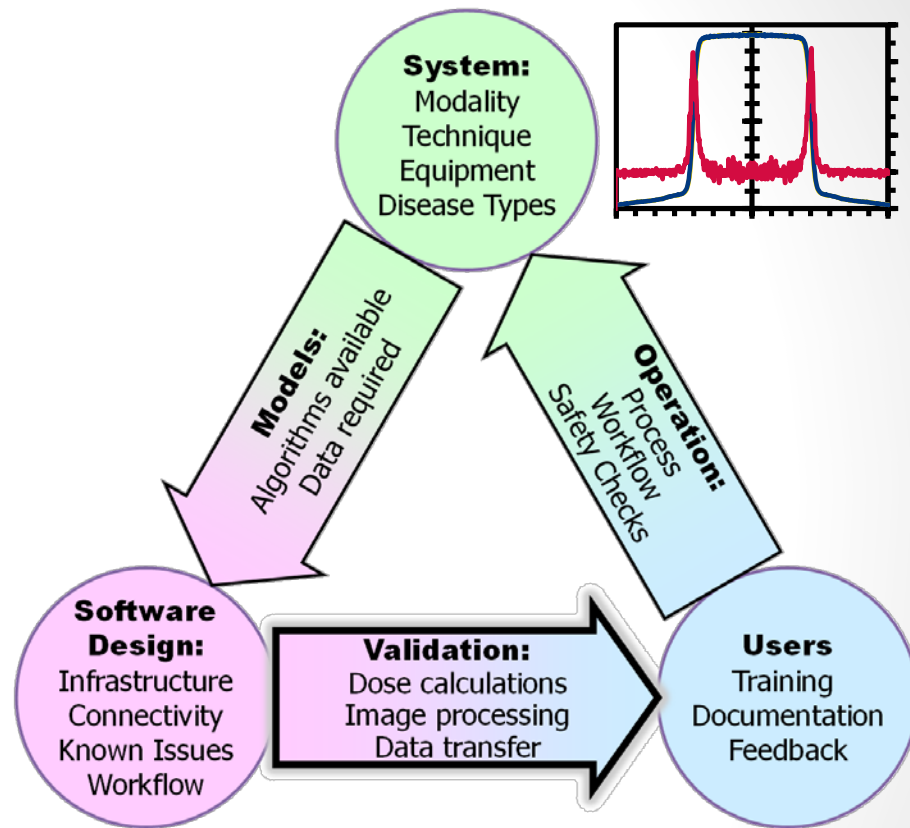 System:
Modality
Technique
Equipment
Disease Types
Models:
Algorithms available
Data required
Operation:
Process
Workflow
Safety Checks
Software
Design:
Infrastructure
Connectivity
Known Issues
Workflow
Validation:
Dose calculations
Image processing
Data transfer
Users
Training
Documentation
Feedback